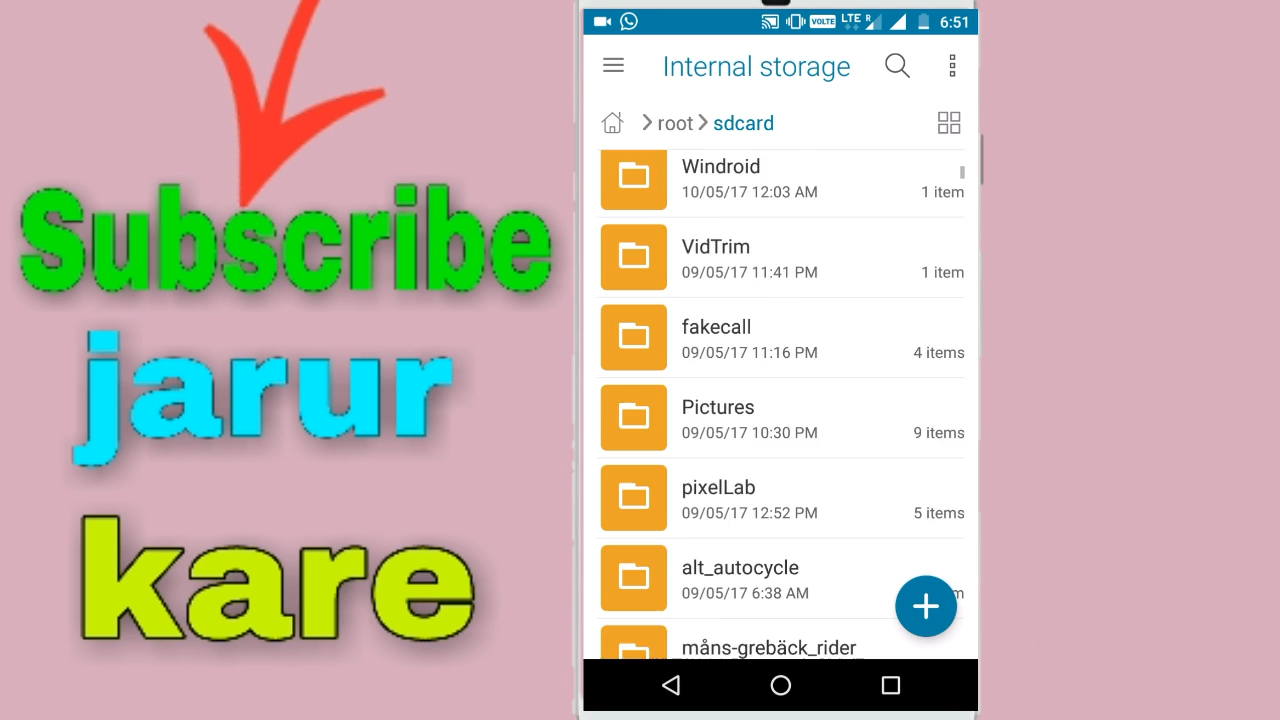 Subscribe
jarur
kare
VOLTE LTE R 6:51
Internal storage
root sdcard
Windroid
10/05/17 12:03 AM 1 item
VidTrim
09/05/17 11:41 PM 1 item
fakecall
09/05/17 11:16 PM 4 items
Pictures
09/05/17 10:30 PM 9 items
pixelLab
09/05/17 12:52 PM 5 items
alt_autocycle
09/05/17 6:38 AM
måns-grebäck_rider